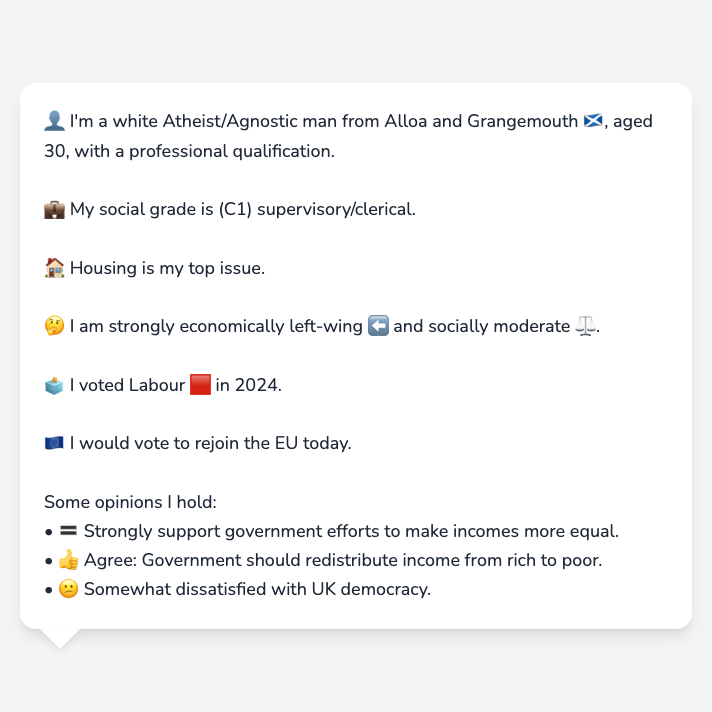 👤 I'm a white Atheist/Agnostic man from Alloa and Grangemouth 🏴󠁧󠁢󠁳󠁣󠁴󠁿, aged
30, with a professional qualification.
💼 My social grade is (C1) supervisory/clerical.
🏠 Housing is my top issue.
🤔 I am strongly economically left-wing ⬅️ and socially moderate ⚖️.
🗳️ I voted Labour 🟥 in 2024.
🇪🇺 I would vote to rejoin the EU today.
Some opinions I hold:
• 🟰 Strongly support government efforts to make incomes more equal.
• 👍 Agree: Government should redistribute income from rich to poor.
• 😕 Somewhat dissatisfied with UK democracy.